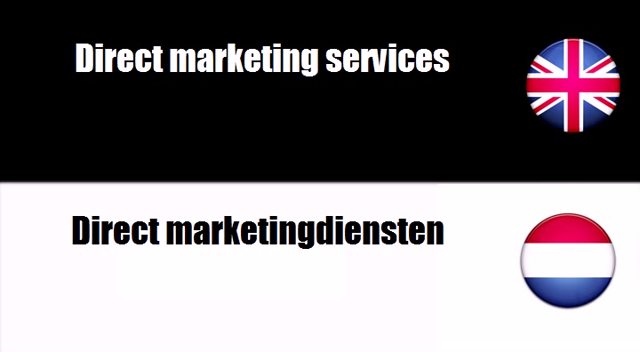 Direct marketing services
Direct marketingdiensten